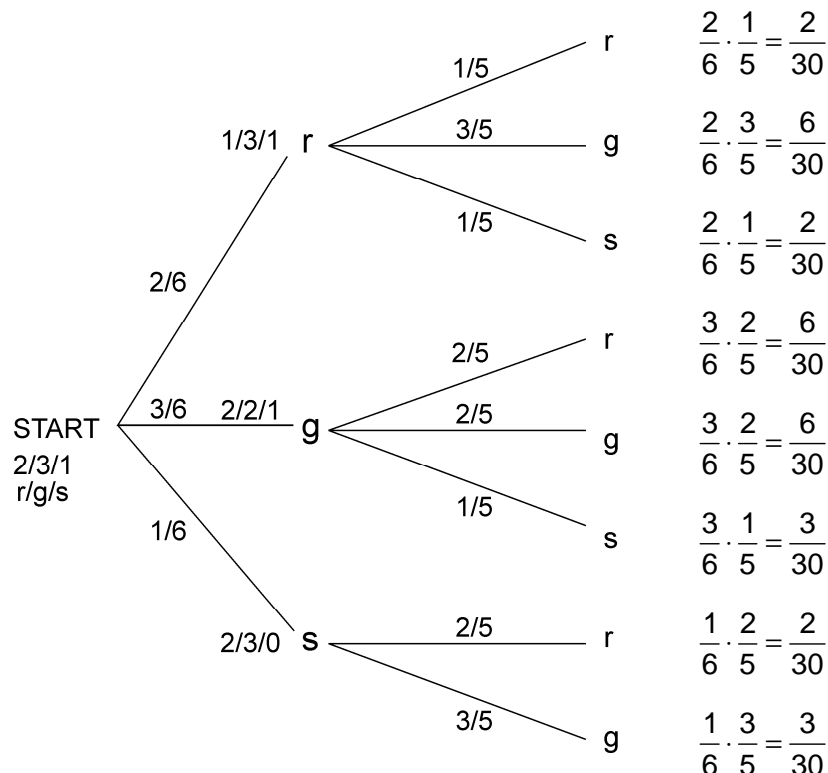 r 2/6 · 1/5 = 2/30
1/5
1/3/1 r 3/5 g 2/6 · 3/5 = 6/30
1/5
s 2/6 · 1/5 = 2/30
2/6
r 3/6 · 2/5 = 6/30
2/5
START 3/6 2/2/1 g 2/5 g 3/6 · 2/5 = 6/30
2/3/1
r/g/s
1/5
1/6
s 3/6 · 1/5 = 3/30
2/3/0 s 2/5 r 1/6 · 2/5 = 2/30
3/5
g 1/6 · 3/5 = 3/30